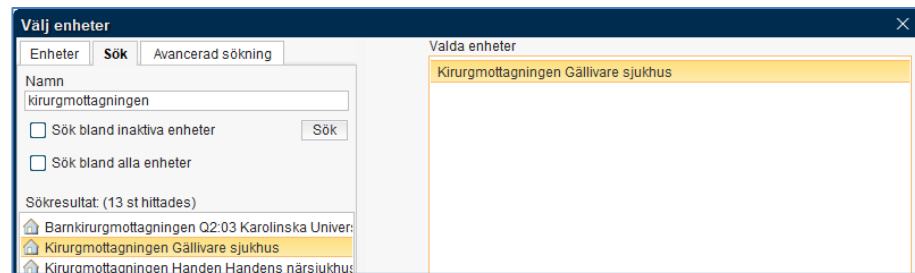 Välj enheter
Enheter Sök Avancerad sökning
Namn
kirurgmottagningen
Sök bland inaktiva enheter Sök
Sök bland alla enheter
Sökresultat: (13 st hittades)
Barnkirurgmottagningen Q2:03 Karolinska
Kirurgmottagningen Gällivare sjukhus
Kirurgmottagningen Handen Handens närsjukhus
Valda enheter
Kirurgmottagningen Gällivare sjukhus